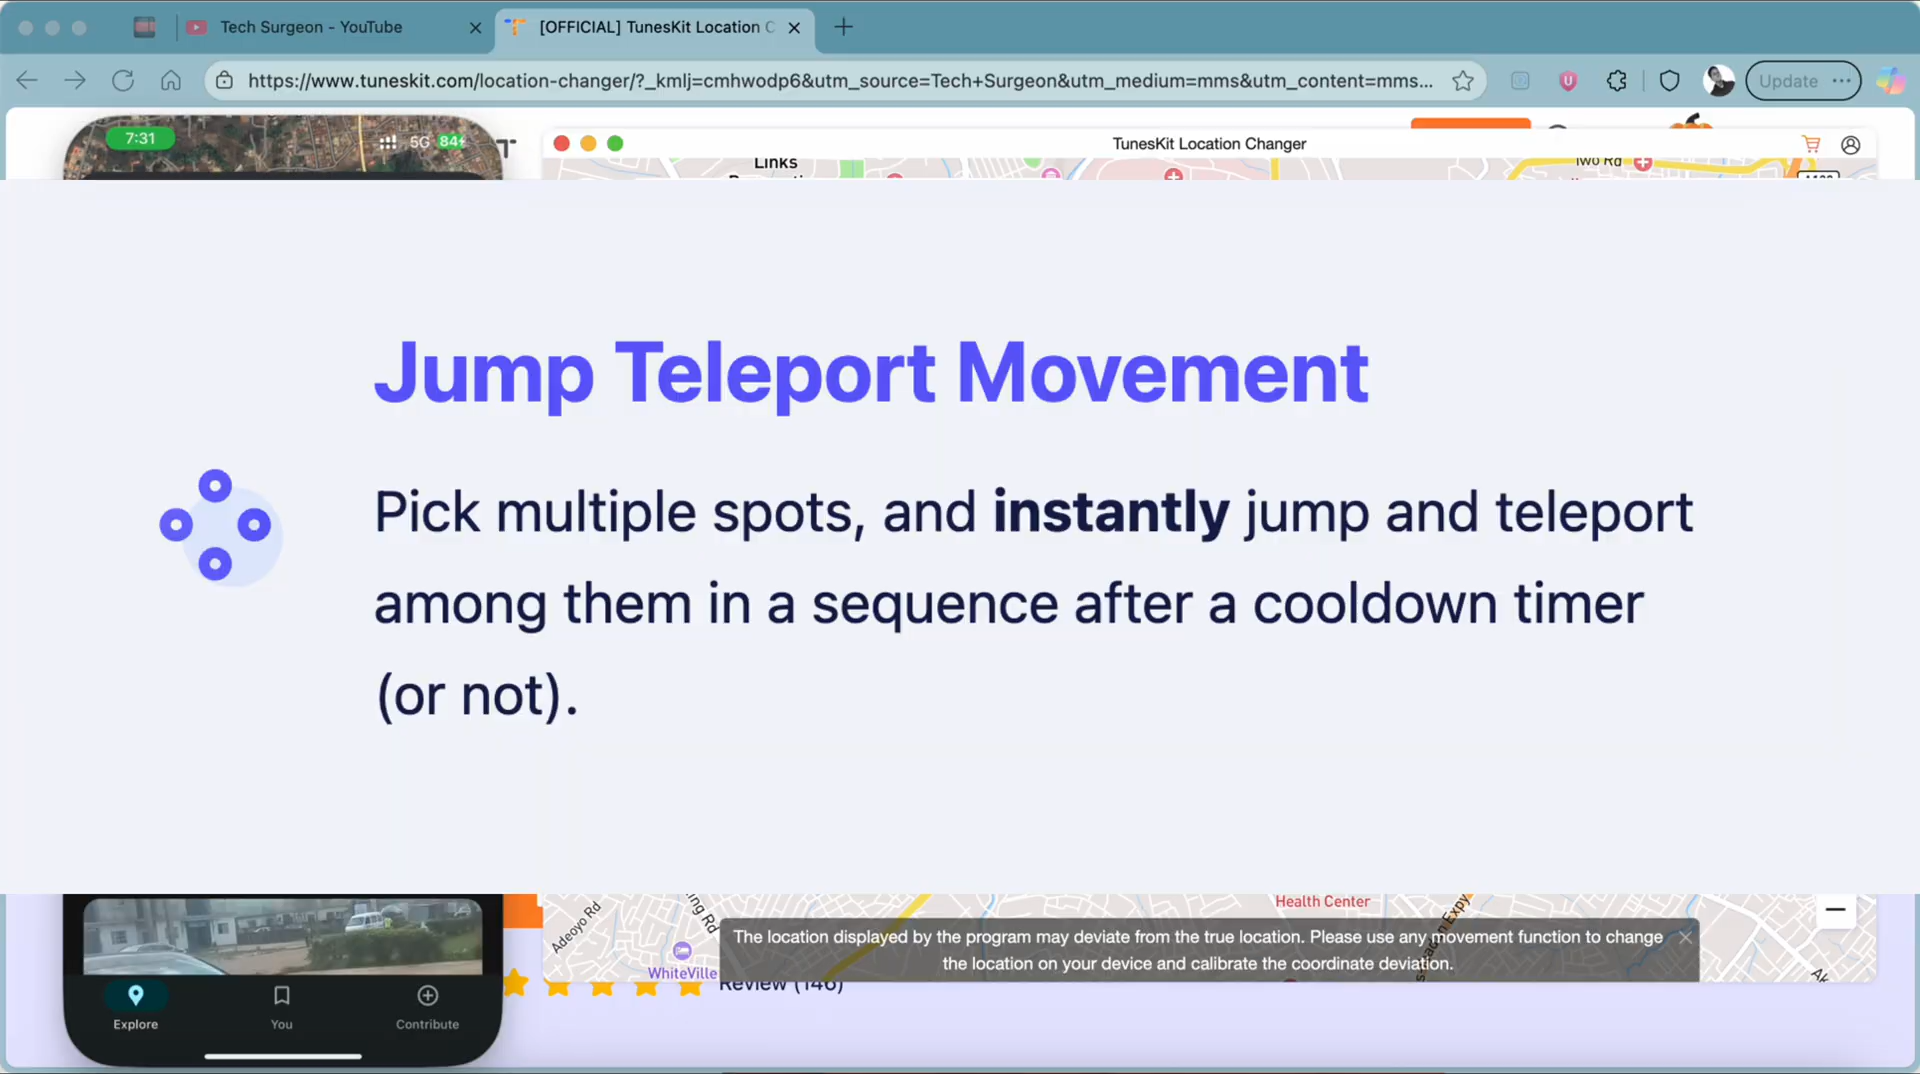 Tech Surgeon - YouTube
[OFFICIAL] TunesKit Location C
https://www.tuneskit.com/location-changer/?_kmlj=cmhwodp6&utm_source=Tech+Surgeon&utm_medium=mms&utm_content=mms...
Update
7:31
5G 84
TunesKit Location Changer
Links
Iwo Rd
Jump Teleport Movement
Pick multiple spots, and instantly jump and teleport
among them in a sequence after a cooldown timer
(or not).
Health Center
Adeoyo Rd
WhiteVille
The location displayed by the program may deviate from the true location. Please use any movement function to change
the location on your device and calibrate the coordinate deviation.
Review (146)
Explore
You
Contribute